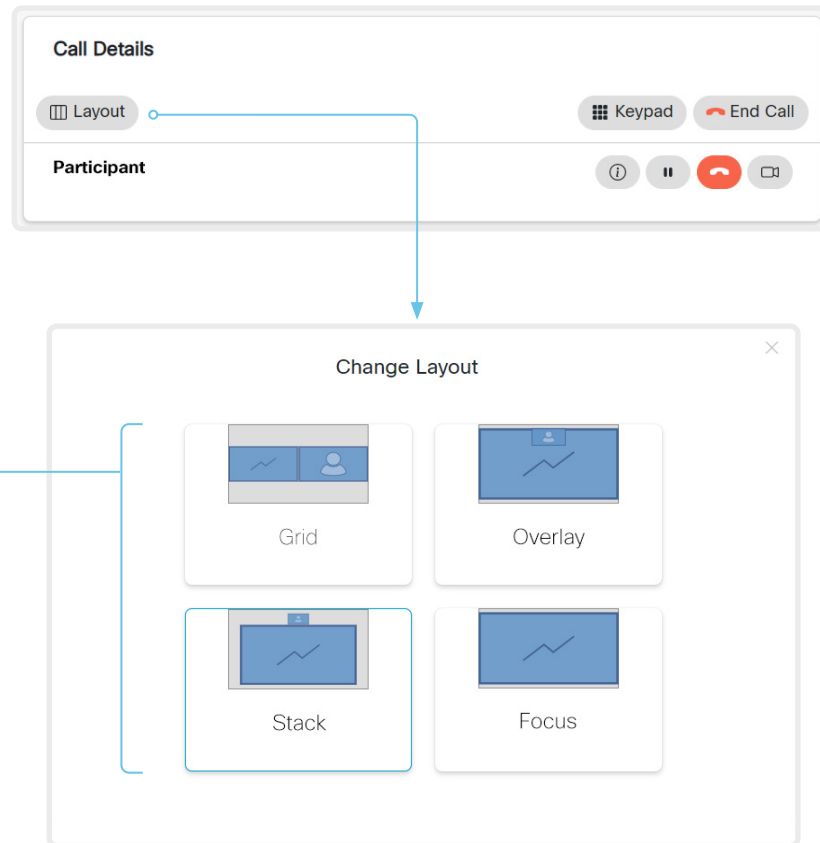 Call Details
Layout Keypad End Call
Participant
Change Layout
Grid Overlay
Stack Focus